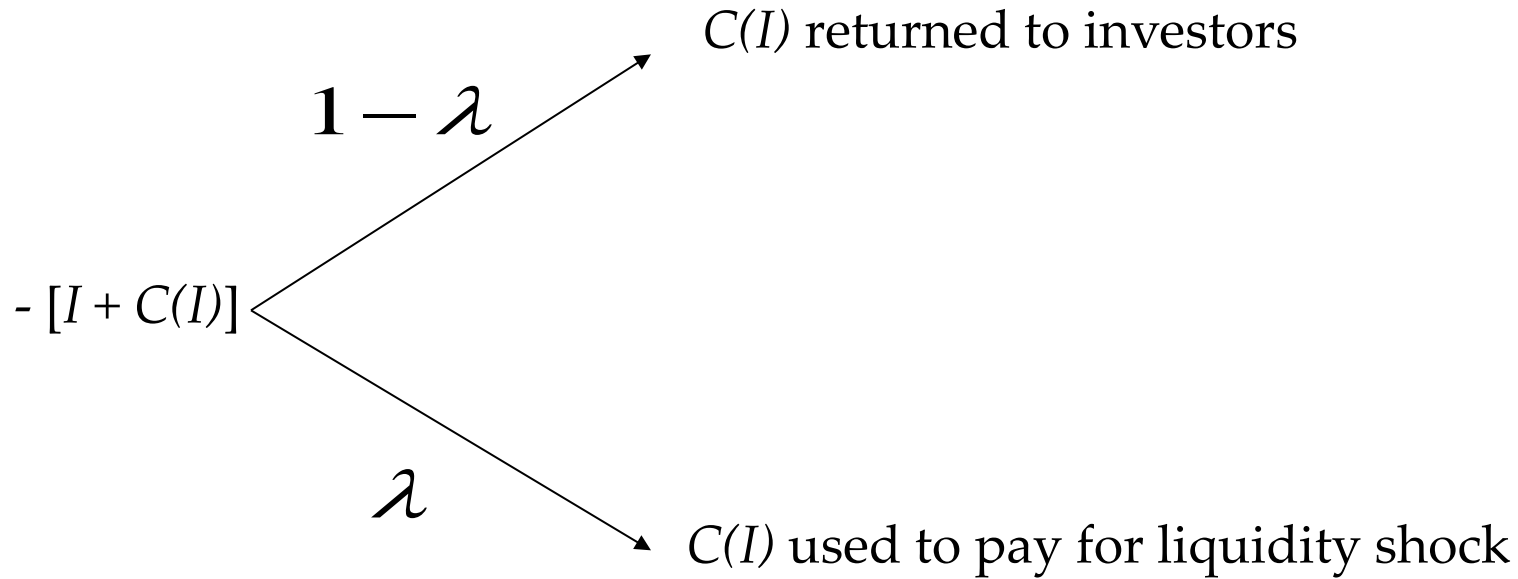 C(I) returned to investors
1 − λ
- [I + C(I)]
λ
C(I) used to pay for liquidity shock